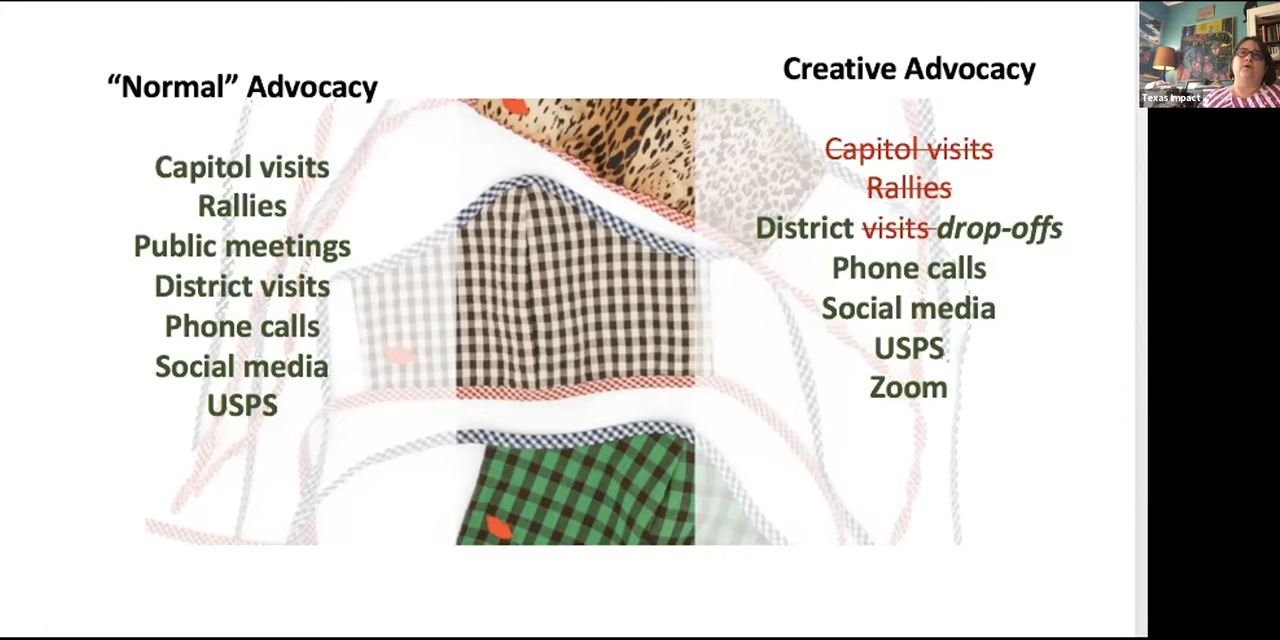 “Normal” Advocacy
Capitol visits
Rallies
Public meetings
District visits
Phone calls
Social media
USPS
Creative Advocacy
Capitol visits
Rallies
District visits drop-offs
Phone calls
Social media
USPS
Zoom
Texas Impact